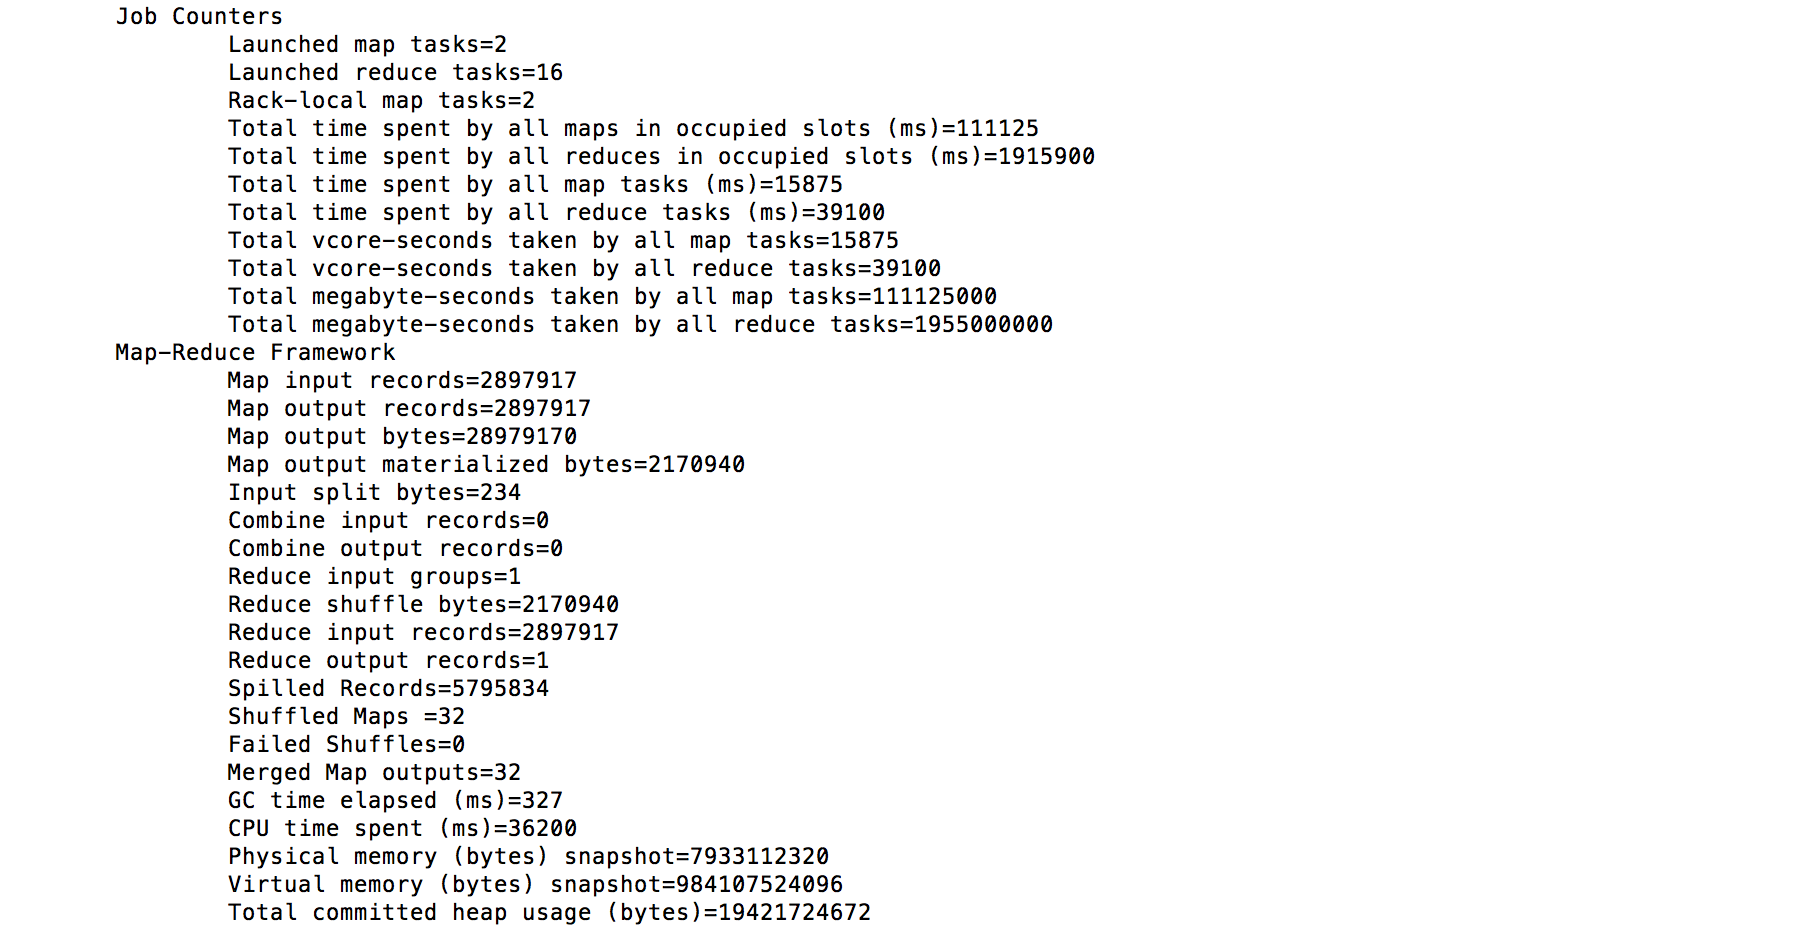 Job Counters
Launched map tasks=2
Launched reduce tasks=16
Rack-local map tasks=2
Total time spent by all maps in occupied slots (ms)=111125
Total time spent by all reduces in occupied slots (ms)=1915900
Total time spent by all map tasks (ms)=15875
Total time spent by all reduce tasks (ms)=39100
Total vcore-seconds taken by all map tasks=15875
Total vcore-seconds taken by all reduce tasks=39100
Total megabyte-seconds taken by all map tasks=111125000
Total megabyte-seconds taken by all reduce tasks=1955000000
Map-Reduce Framework
Map input records=2897917
Map output records=2897917
Map output bytes=28979170
Map output materialized bytes=2170940
Input split bytes=234
Combine input records=0
Combine output records=0
Reduce input groups=1
Reduce shuffle bytes=2170940
Reduce input records=2897917
Reduce output records=1
Spilled Records=5795834
Shuffled Maps =32
Failed Shuffles=0
Merged Map outputs=32
GC time elapsed (ms)=327
CPU time spent (ms)=36200
Physical memory (bytes) snapshot=7933112320
Virtual memory (bytes) snapshot=984107524096
Total committed heap usage (bytes)=19421724672